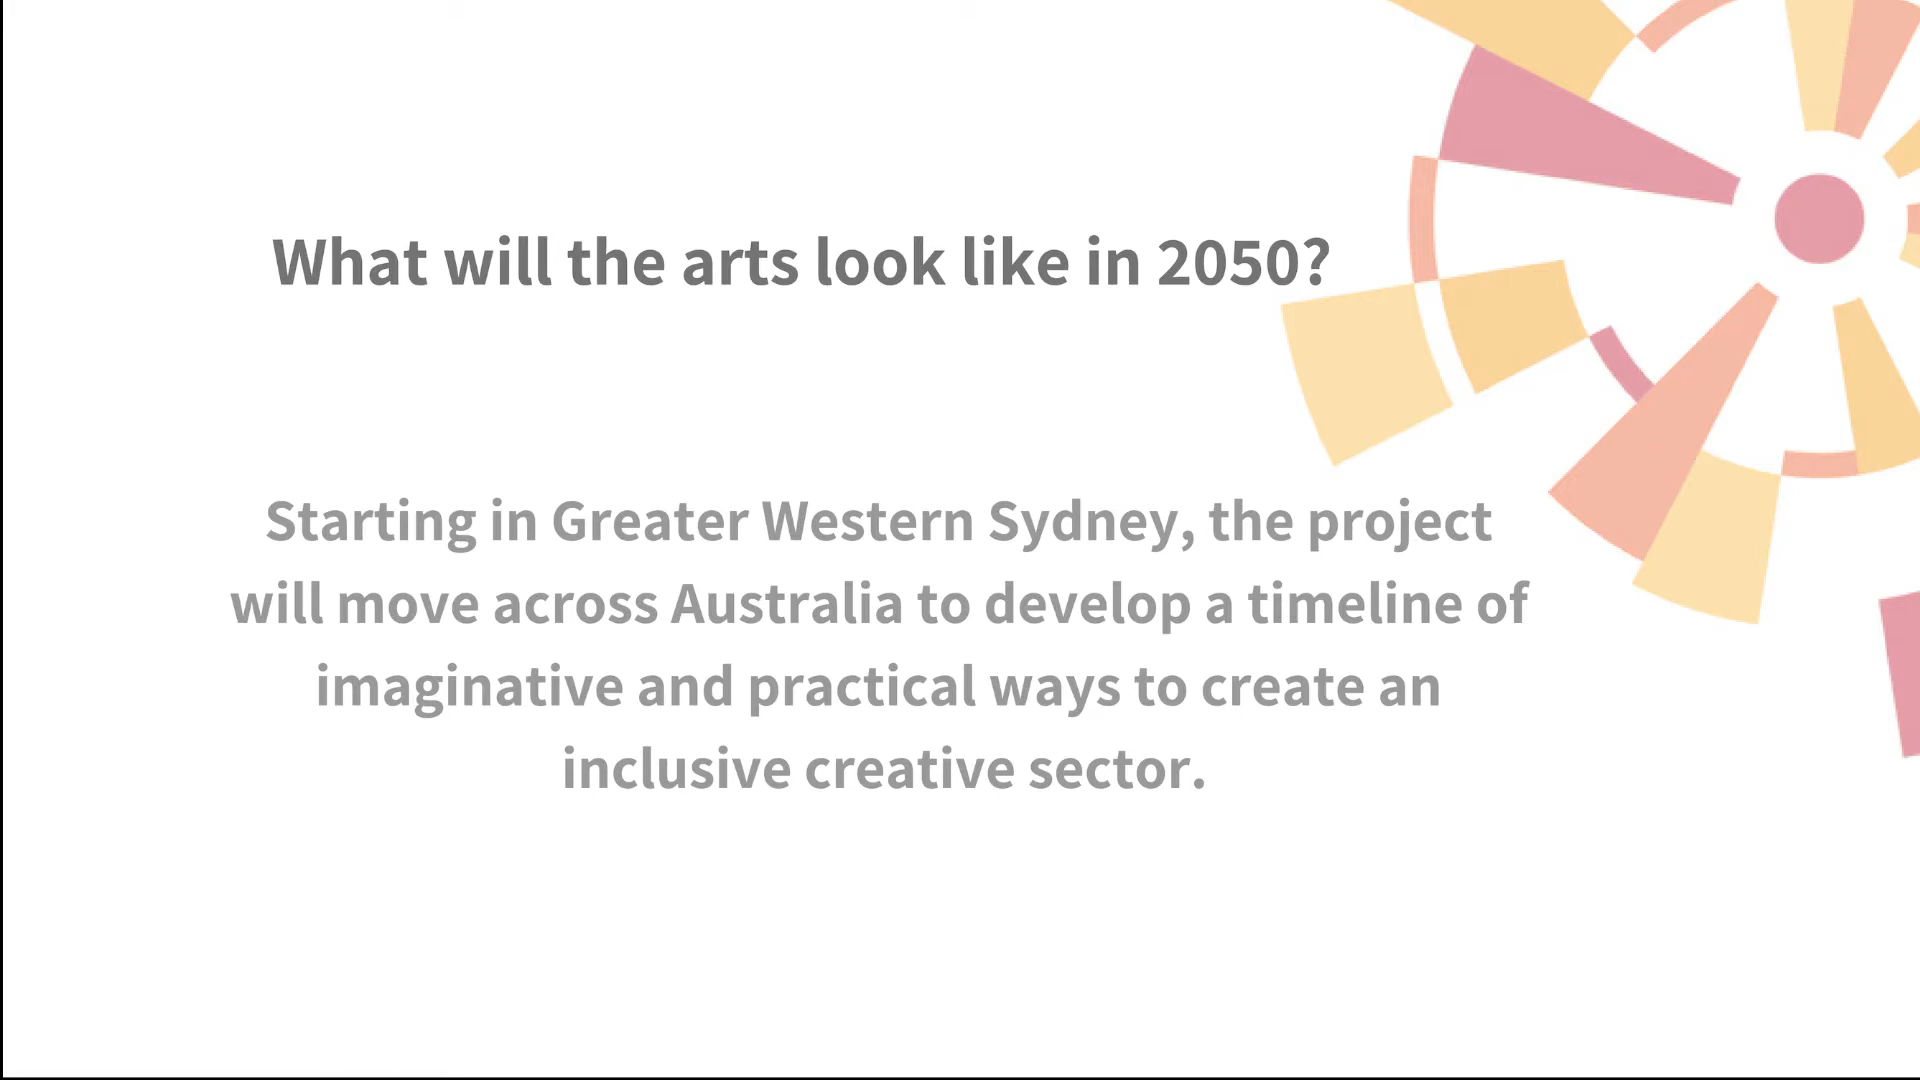 What will the arts look like in 2050?
Starting in Greater Western Sydney, the project
will move across Australia to develop a timeline of
imaginative and practical ways to create an
inclusive creative sector.